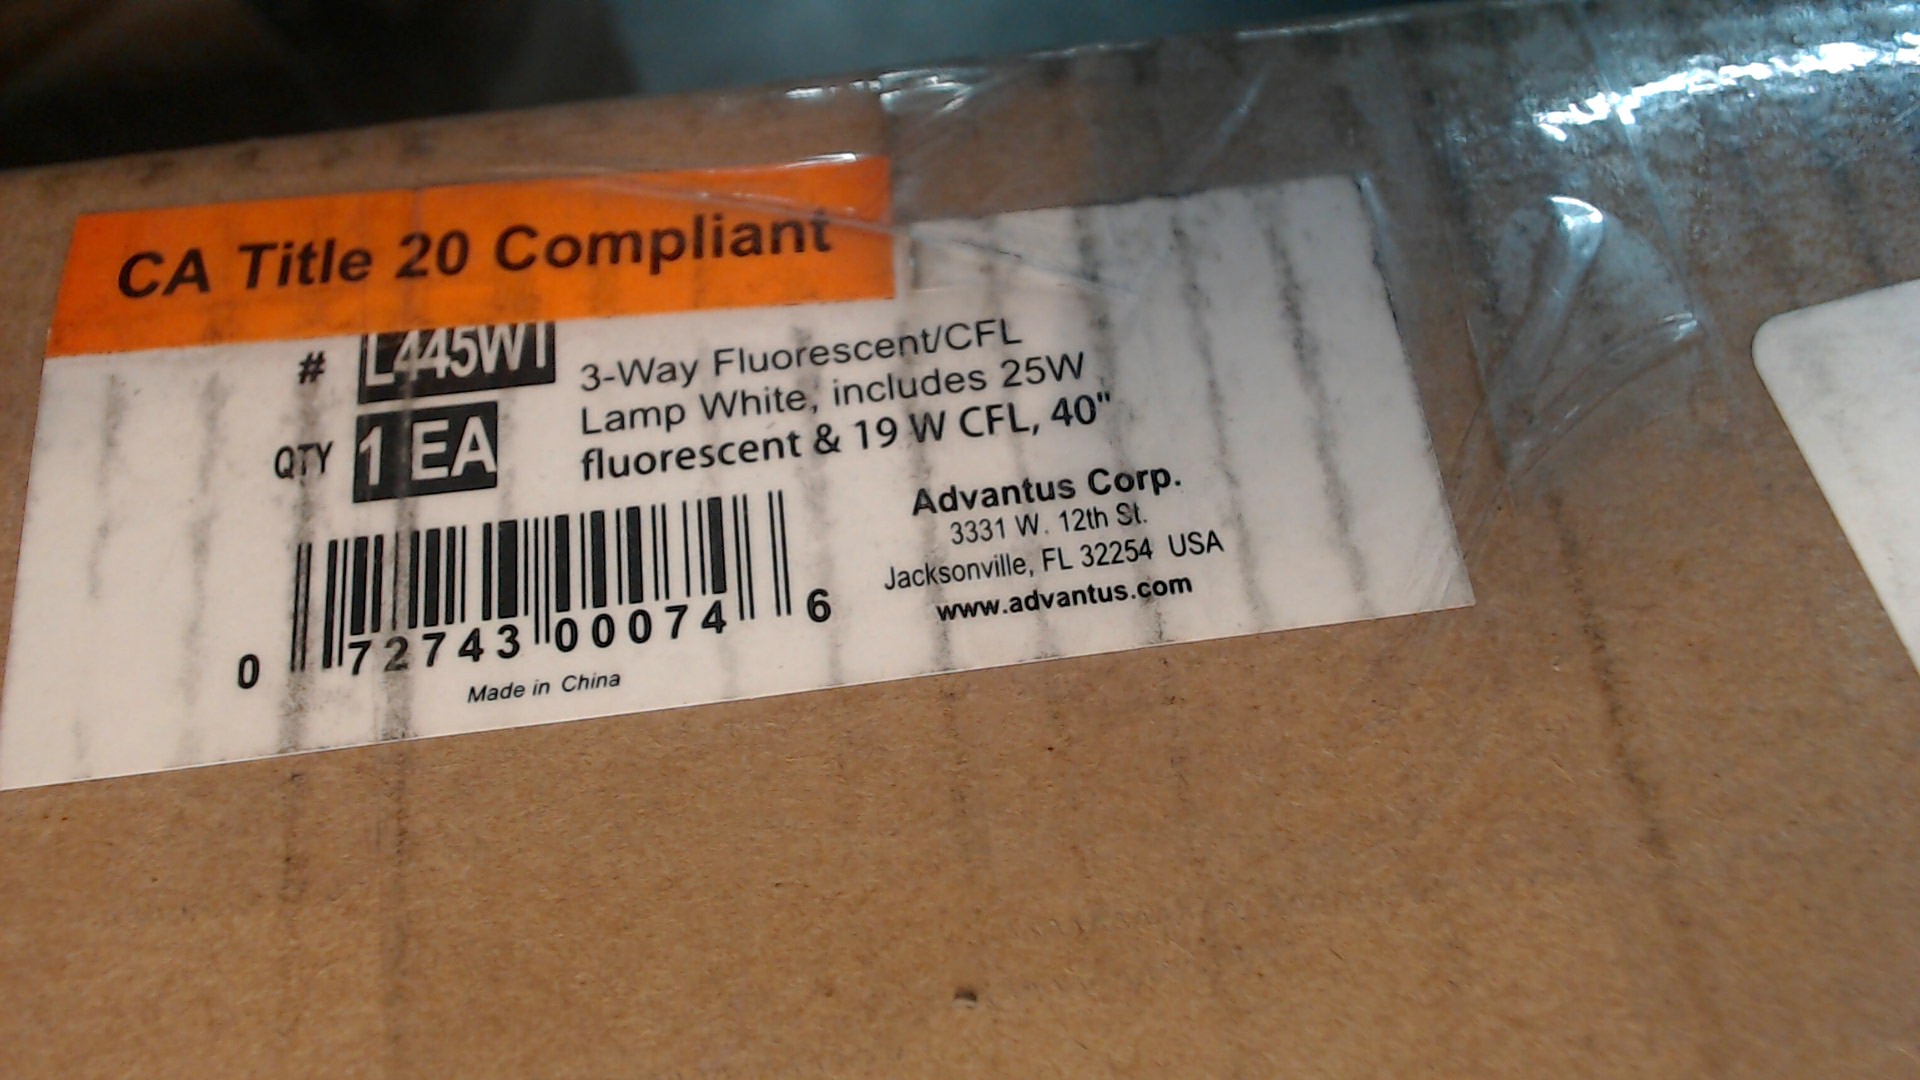 CA Title 20 Compliant
# L445WT
QTY 1 EA
3-Way Fluorescent/CFL
Lamp White, includes 25W
fluorescent & 19 W CFL, 40"
Advantus Corp.
3331 W. 12th St.
Jacksonville, FL 32254 USA
www.advantus.com
0 72743 00074 6
Made in China